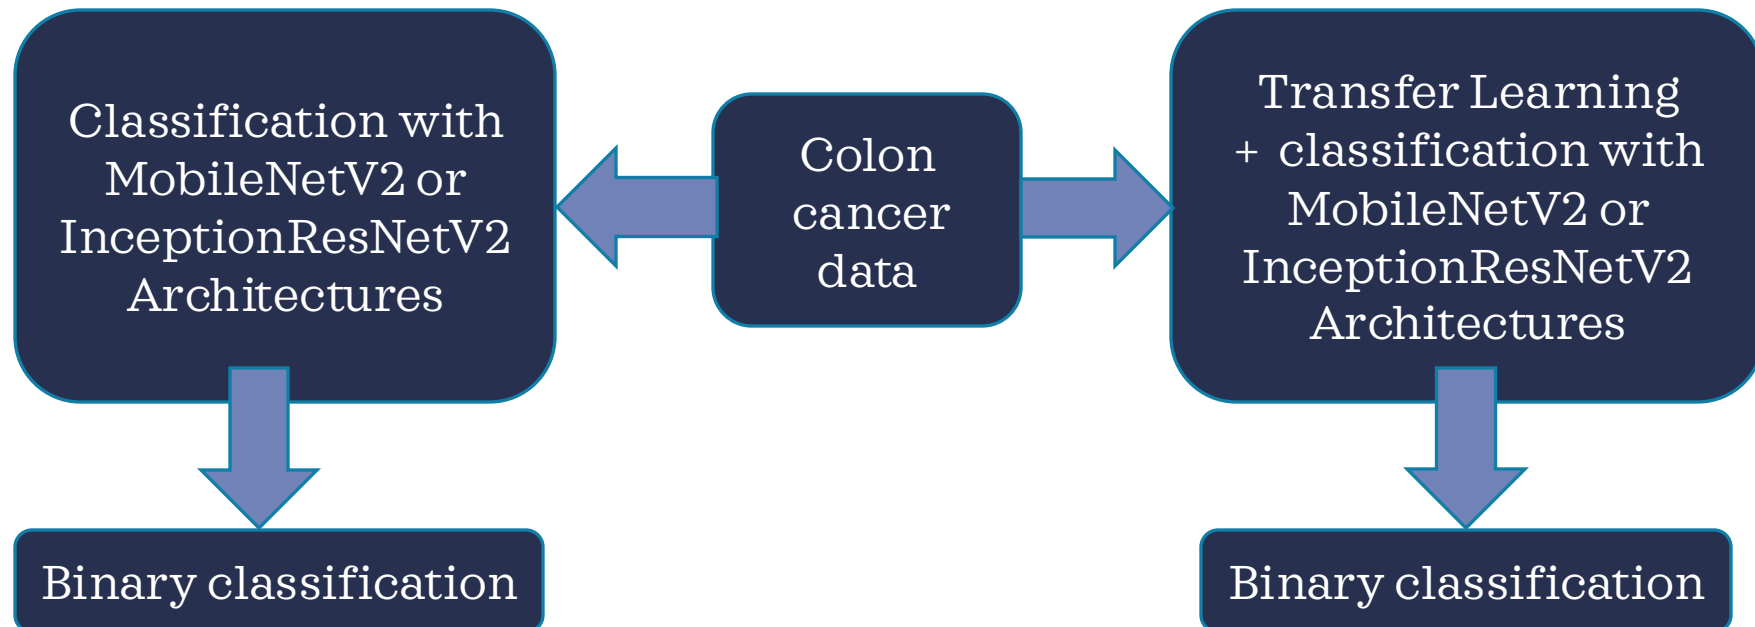 Classification with
MobileNetV2 or
InceptionResNetV2
Architectures
Colon
cancer
data
Transfer Learning
+ classification with
MobileNetV2 or
InceptionResNetV2
Architectures
Binary classification
Binary classification